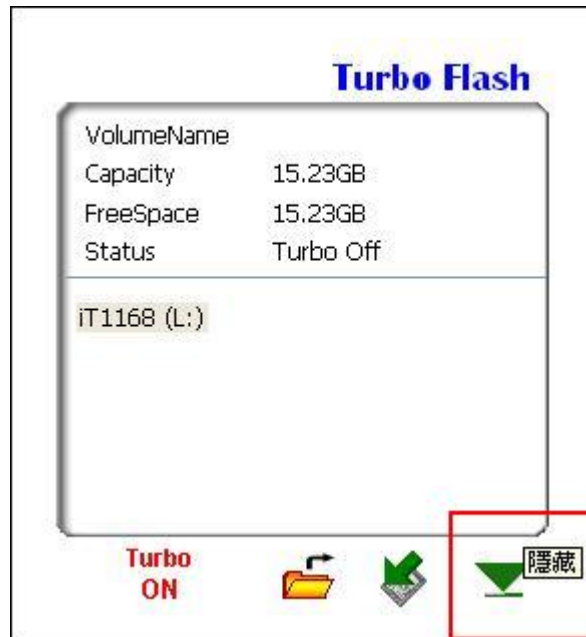 Turbo Flash
VolumeName
Capacity 15.23GB
FreeSpace 15.23GB
Status Turbo Off
iT1168 (L:)
Turbo
ON
隱藏